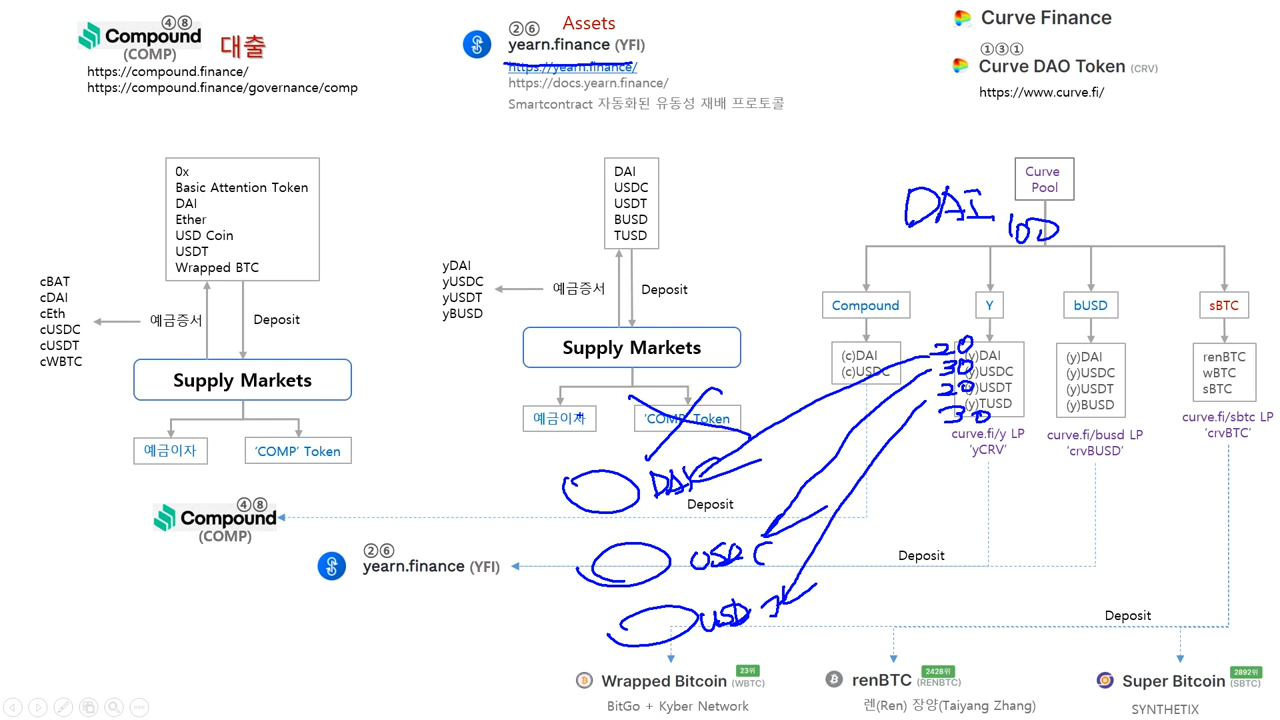 ④⑧
Compound
(COMP)
대출
https://compound.finance/
https://compound.finance/governance/comp
②⑥
Assets
yearn.finance (YFI)
https://yearn.finance/
https://docs.yearn.finance/
Smartcontract 자동화된 유동성 재배 프로토콜
Curve Finance
①③①
Curve DAO Token (CRV)
https://www.curve.fi/
0x
Basic Attention Token
DAI
Ether
USD Coin
USDT
Wrapped BTC
cBAT
cDAI
cEth
cUSDC
cUSDT
cWBTC
예금증서
Deposit
Supply Markets
예금이자
‘COMP’ Token
DAI
USDC
USDT
BUSD
TUSD
yDAI
yUSDC
yUSDT
yBUSD
예금증서
Deposit
Supply Markets
예금이자
‘COMP’ Token
Curve
Pool
DAI
100
Compound
Y
bUSD
sBTC
(c)DAI
(c)USDC
20
30
20
30
(y)DAI
(y)USDC
(y)USDT
(y)TUSD
(y)DAI
(y)USDC
(y)USDT
(y)BUSD
renBTC
wBTC
sBTC
curve.fi/y LP
‘yCRV’
curve.fi/busd LP
‘crvBUSD’
curve.fi/sbtc LP
‘crvBTC’
DAI
Deposit
④⑧
Compound
(COMP)
USDC
Deposit
②⑥
yearn.finance (YFI)
USDT
Deposit
Wrapped Bitcoin (WBTC)
23위
BitGo + Kyber Network
renBTC (RENBTC)
2428위
렌(Ren) 장양(Taiyang Zhang)
Super Bitcoin (SBTC)
2892위
SYNTHETIX